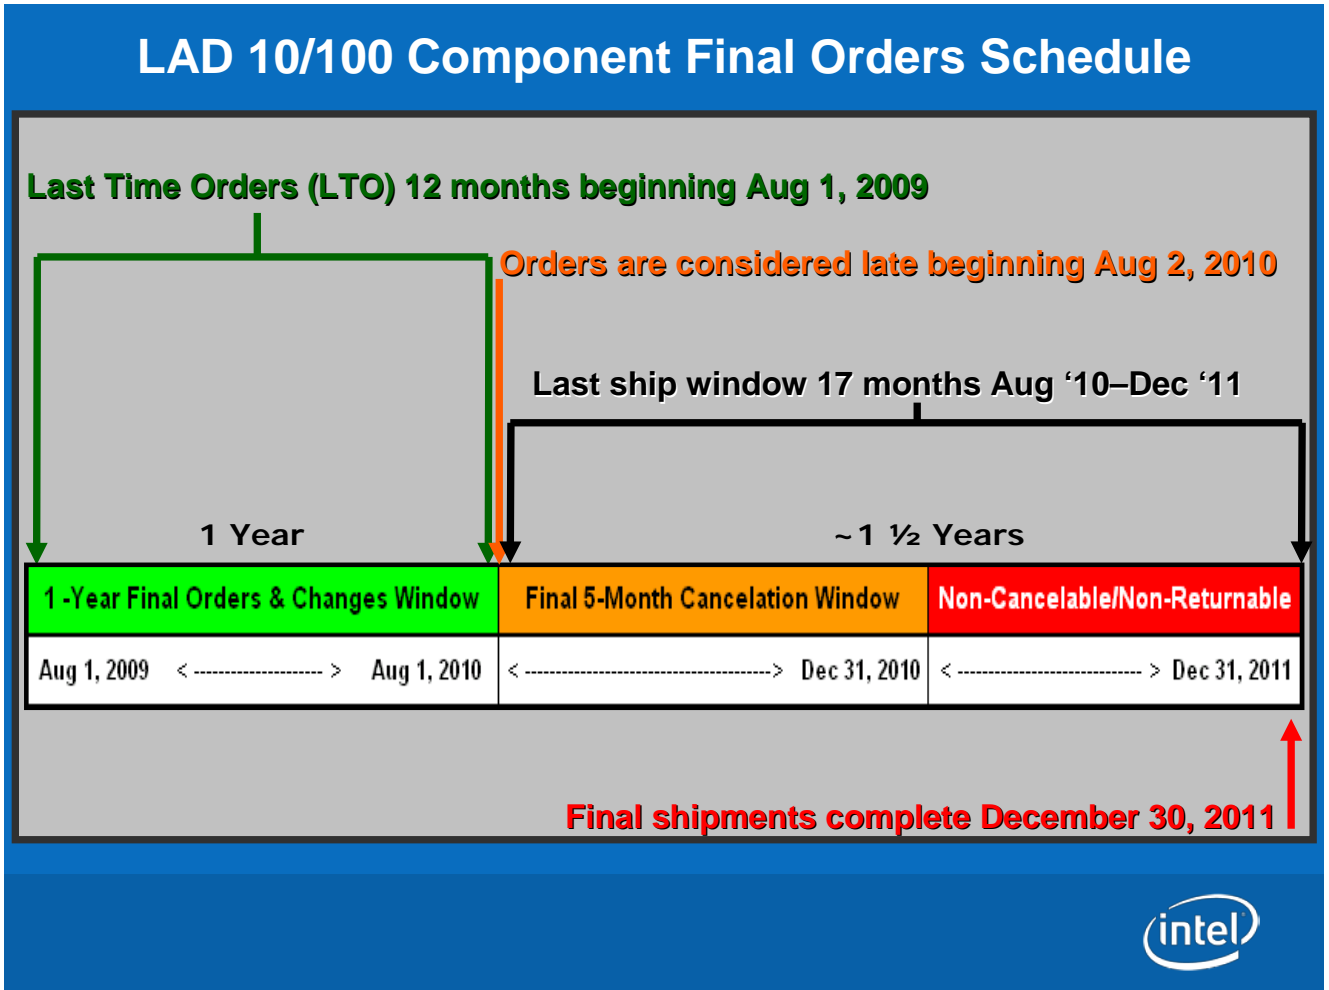 LAD 10/100 Component Final Orders Schedule
Last Time Orders (LTO) 12 months beginning Aug 1, 2009
Orders are considered late beginning Aug 2, 2010
Last ship window 17 months Aug ‘10–Dec ‘11
1 Year
~1 ½ Years
1 -Year Final Orders & Changes Window
Final 5-Month Cancelation Window
Non-Cancelable/Non-Returnable
Aug 1, 2009 < --------------------- > Aug 1, 2010
< ----------------------------------------> Dec 31, 2010
< ------------------------------ > Dec 31, 2011
Final shipments complete December 30, 2011
intel